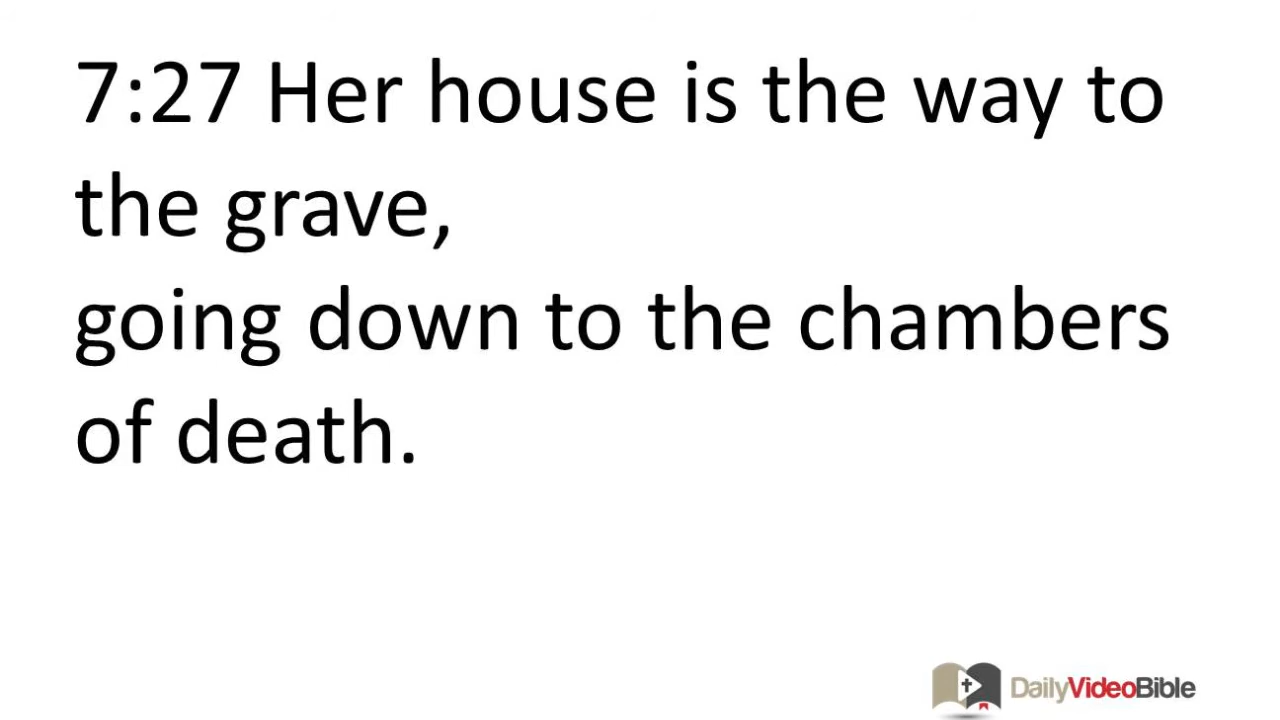 7:27 Her house is the way to
the grave,
going down to the chambers
of death.
DailyVideoBible